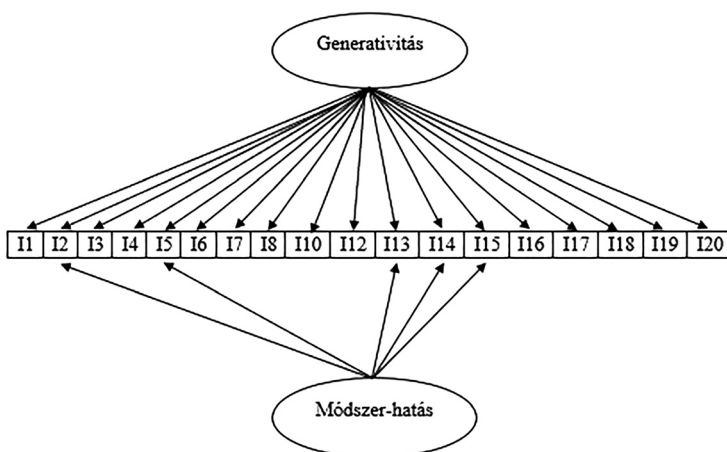 Generativitás
I1 I2 I3 I4 I5 I6 I7 I8 I10 I12 I13 I14 I15 I16 I17 I18 I19 I20
Módszer-hatás